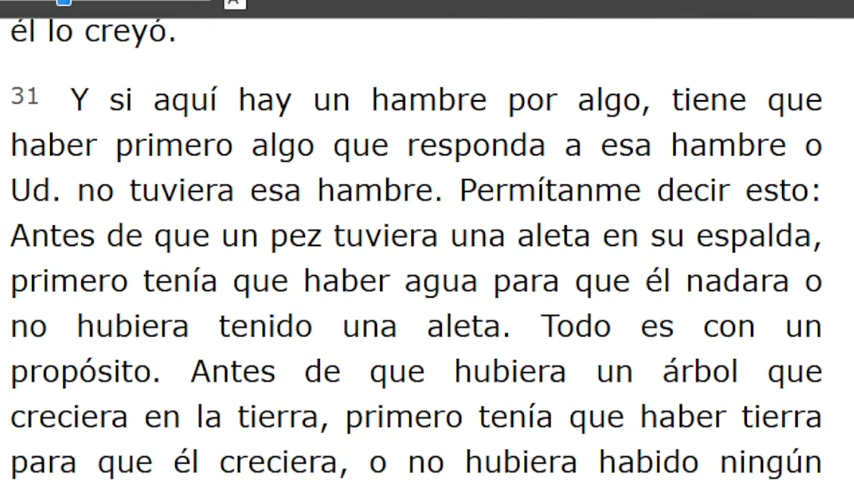 él lo creyó.
31 Y si aquí hay un hambre por algo, tiene que
haber primero algo que responda a esa hambre o
Ud. no tuviera esa hambre. Permítanme decir esto:
Antes de que un pez tuviera una aleta en su espalda,
primero tenía que haber agua para que él nadara o
no hubiera tenido una aleta. Todo es con un
propósito. Antes de que hubiera un árbol que
creciera en la tierra, primero tenía que haber tierra
para que él creciera, o no hubiera habido ningún